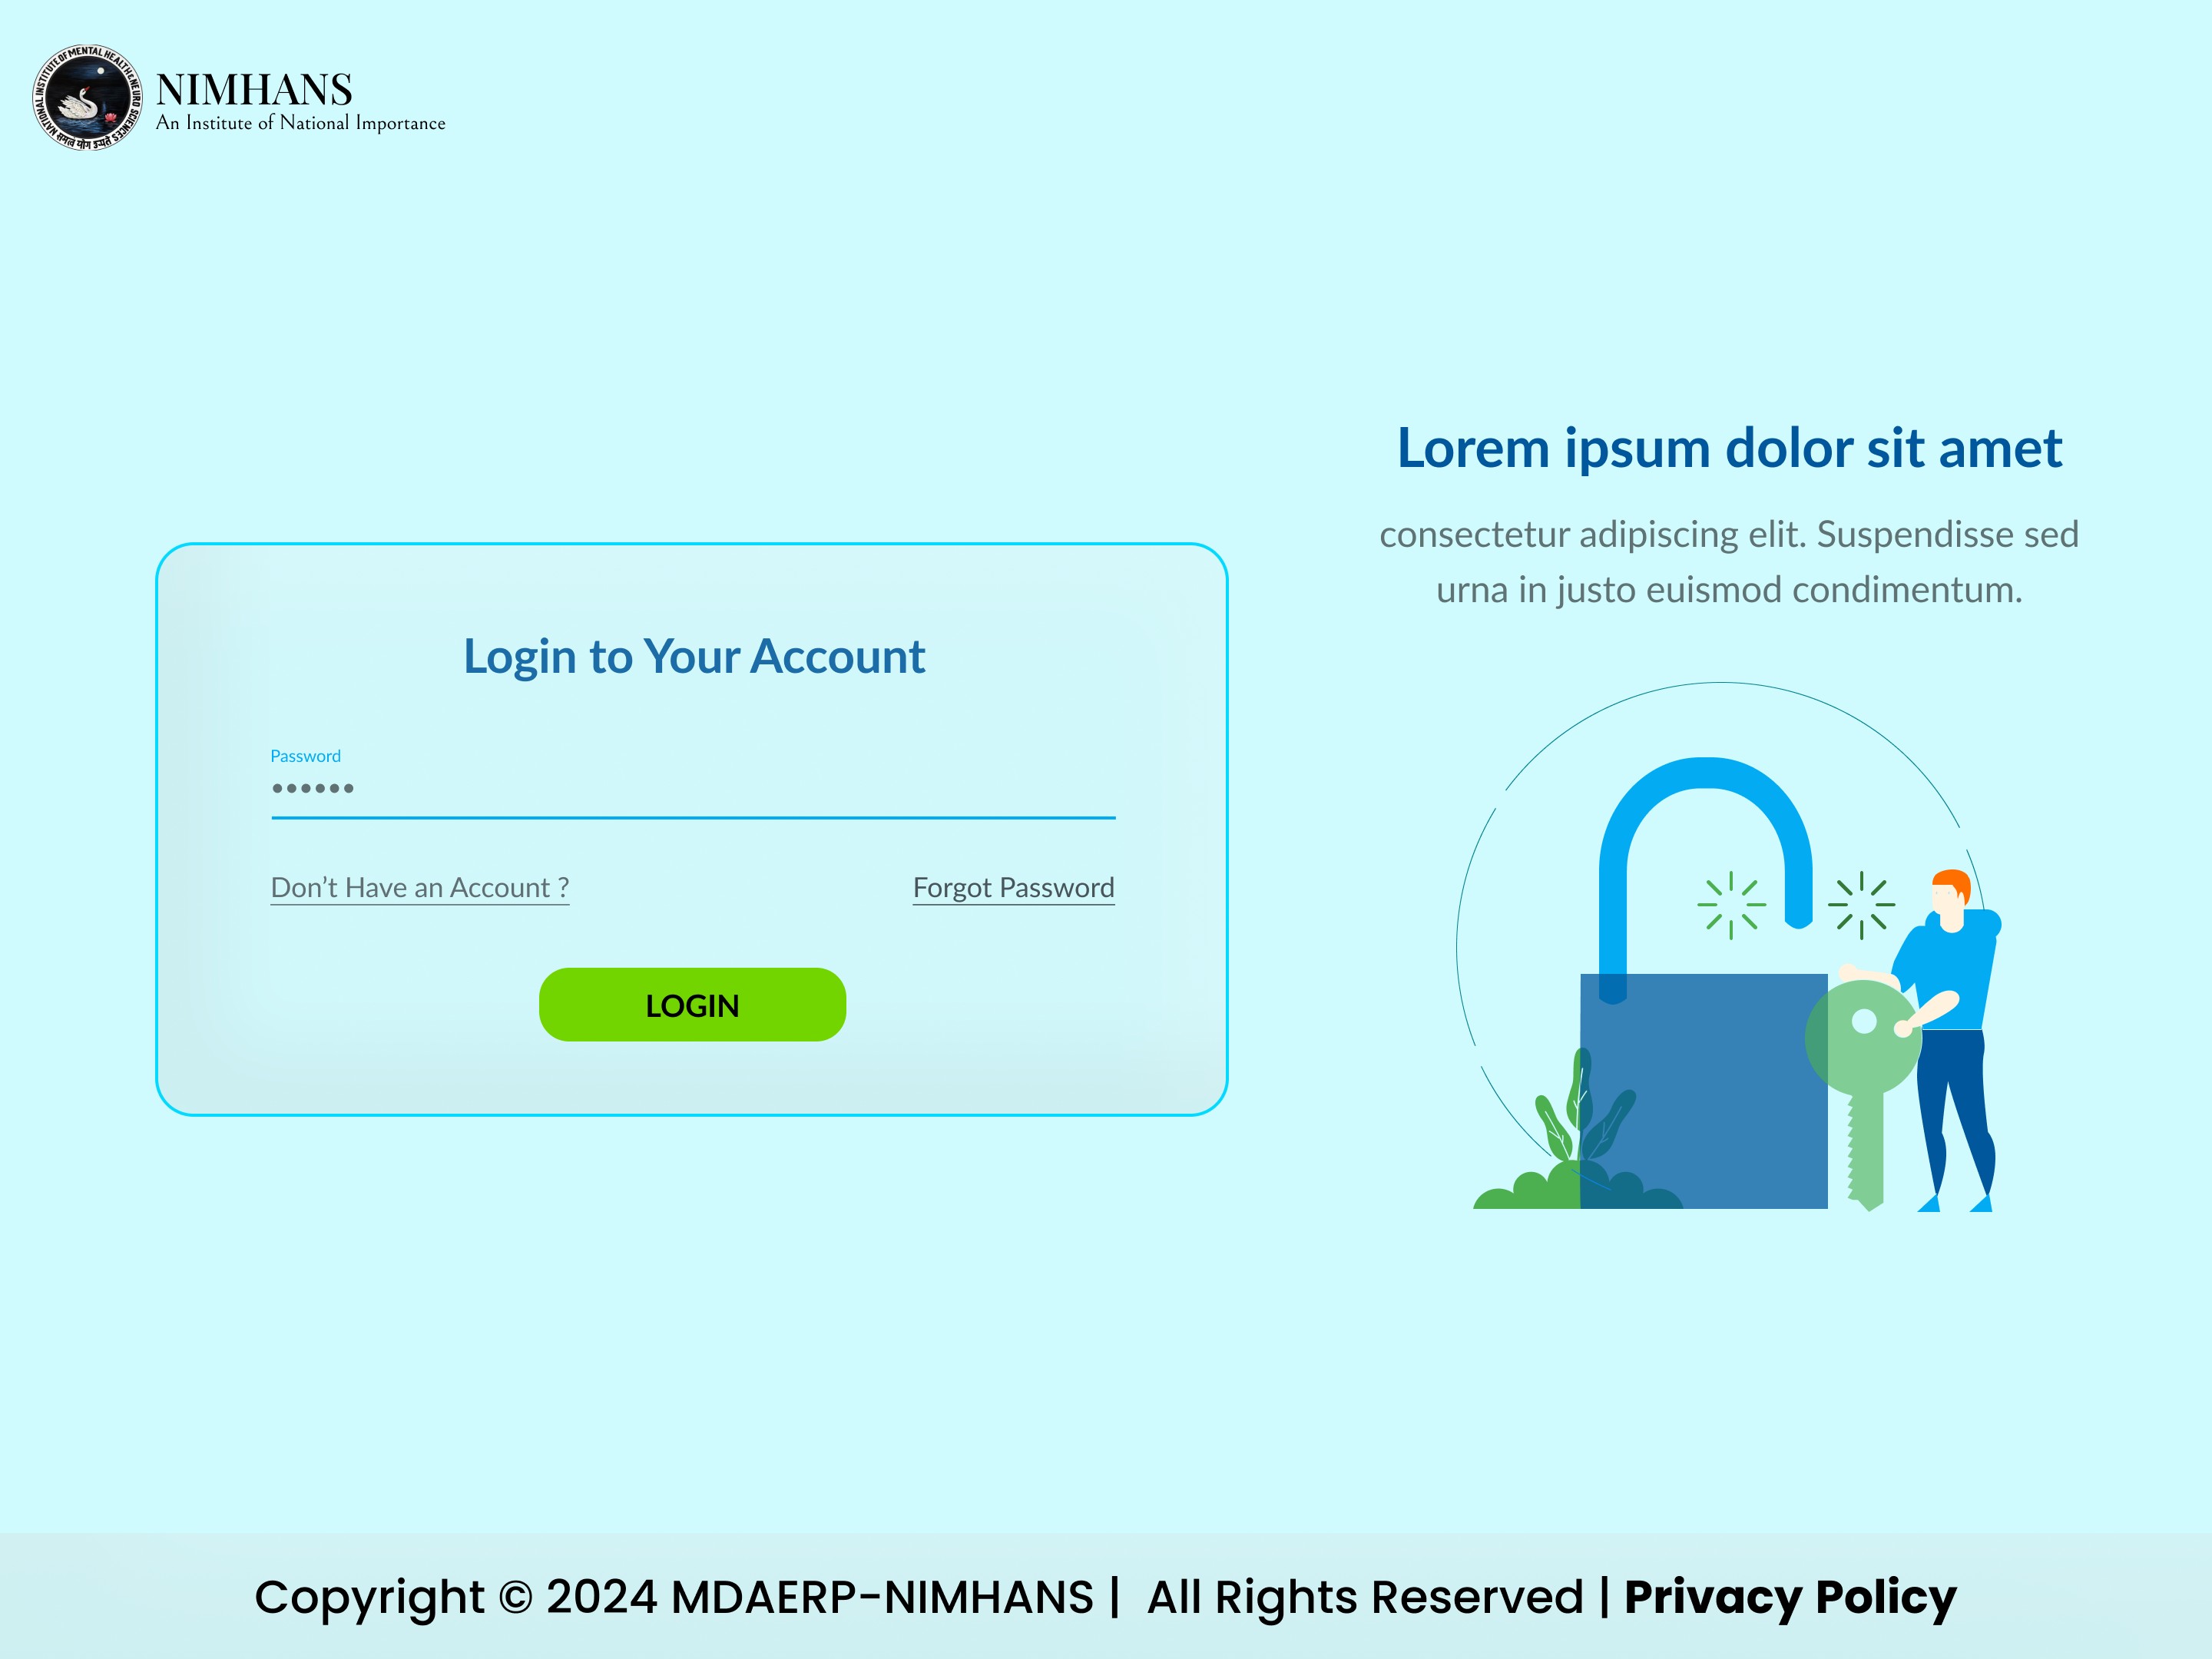 NATIONAL INSTITUTE OF MENTAL HEALTH & NEURO SCIENCES
NIMHANS
An Institute of National Importance
Lorem ipsum dolor sit amet
consectetur adipiscing elit. Suspendisse sed
urna in justo euismod condimentum.
Login to Your Account
Password
••••••
Don’t Have an Account ?
Forgot Password
LOGIN
Copyright © 2024 MDAERP-NIMHANS | All Rights Reserved | Privacy Policy